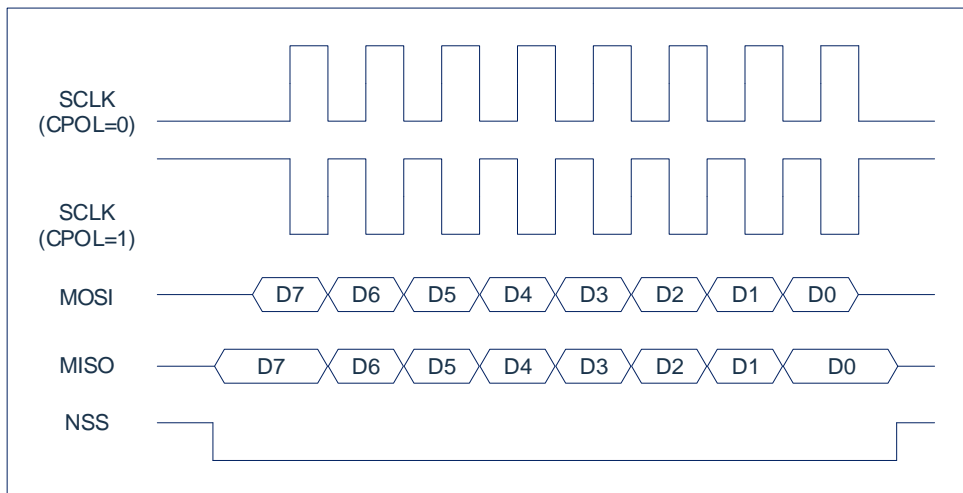 SCLK
(CPOL=0)
SCLK
(CPOL=1)
MOSI D7 D6 D5 D4 D3 D2 D1 D0
MISO D7 D6 D5 D4 D3 D2 D1 D0
NSS